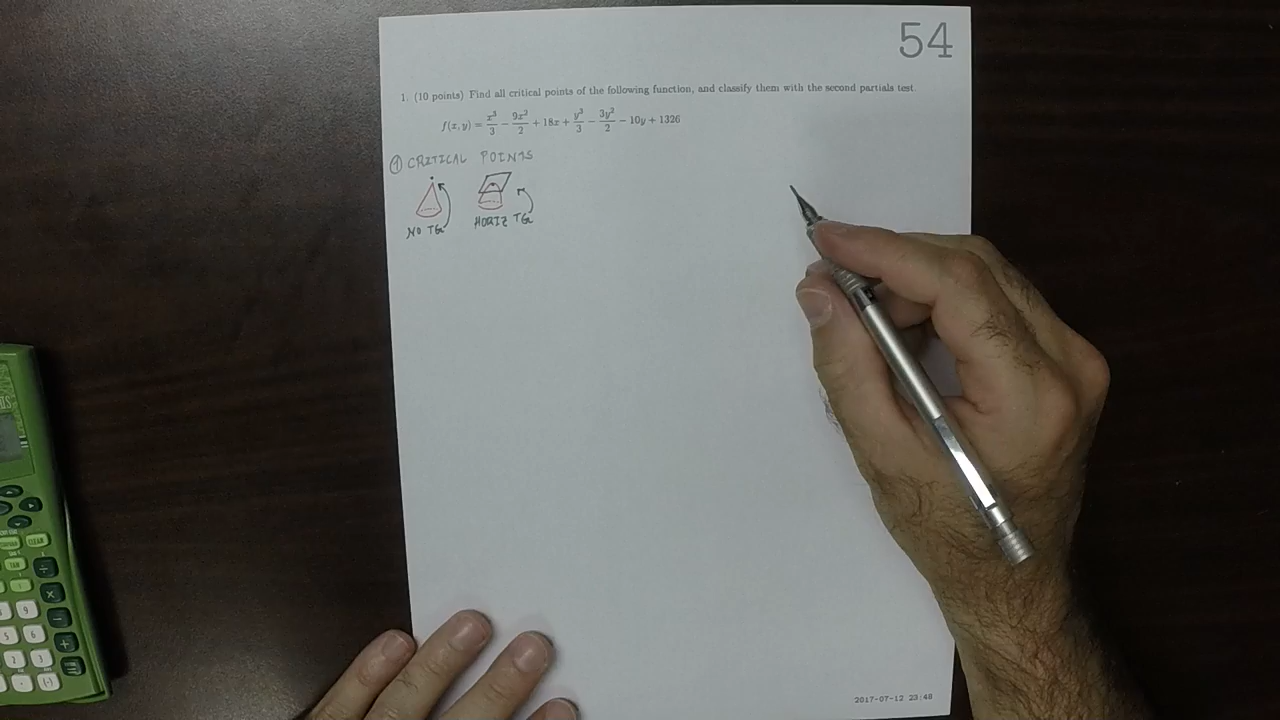 54
1. (10 points) Find all critical points of the following function, and classify them with the second partials test.
f(x, y) = x³/3 − 9x²/2 + 18x + y³/3 − 3y²/2 − 10y + 1326
① CRITICAL POINTS
NO TG HORIZ TG
2017-07-12 23:48